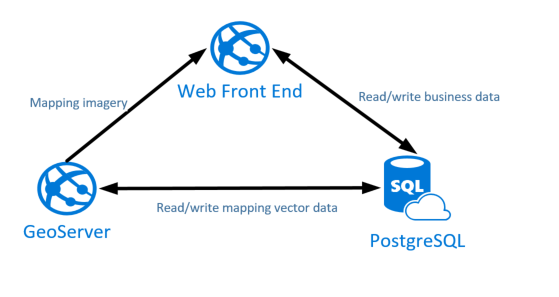 Web Front End
Mapping imagery
Read/write business data
SQL
Read/write mapping vector data
GeoServer
PostgreSQL